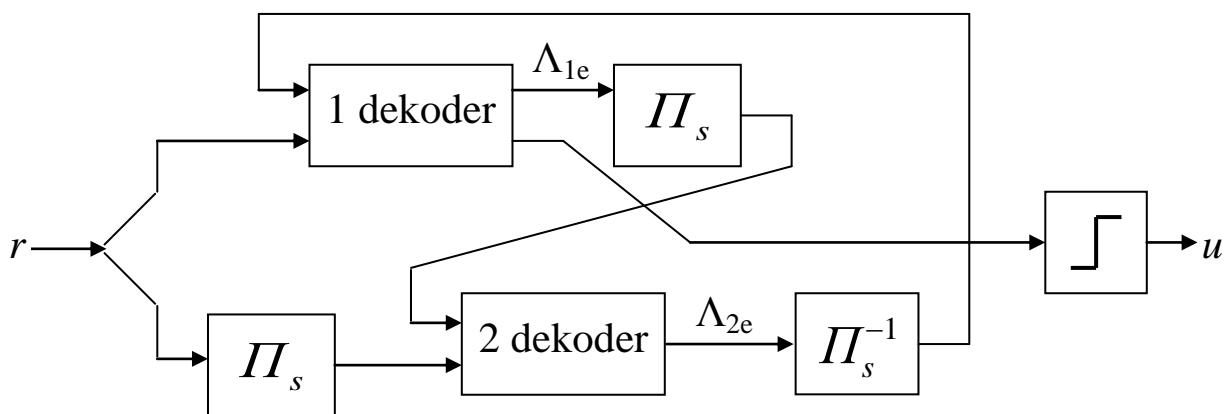 Λ1e
1 dekoder
Πs
r
u
Λ2e
2 dekoder
Πs
Πs−1